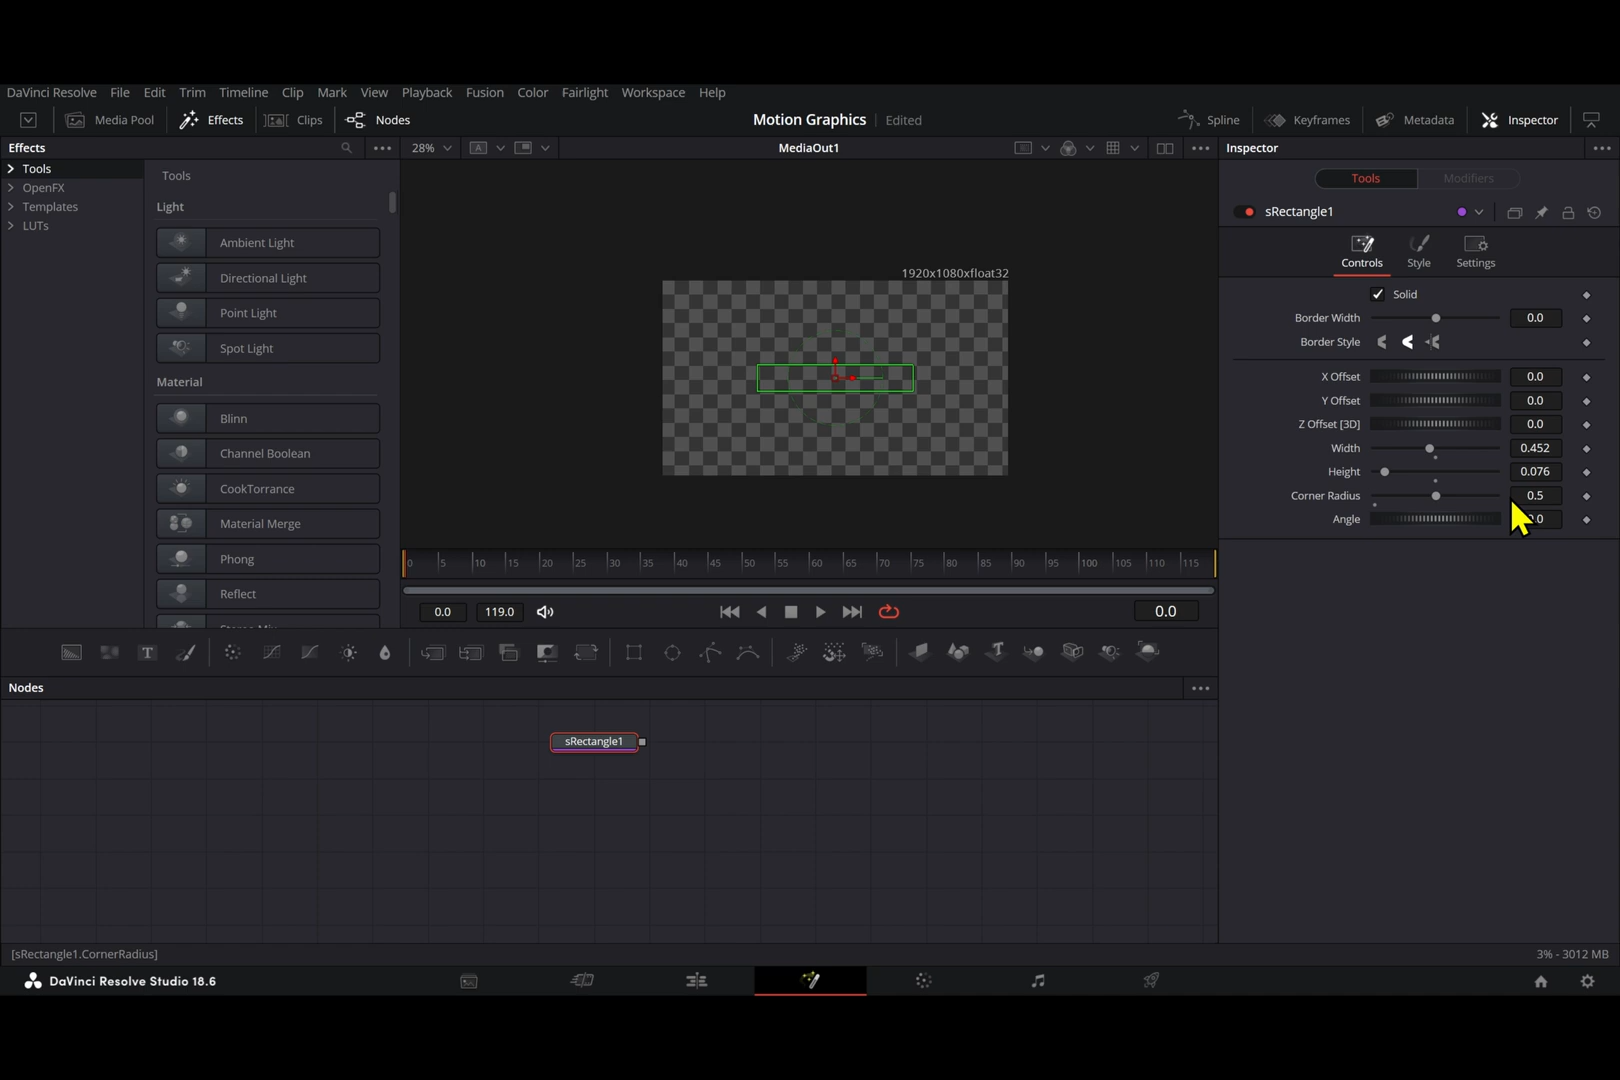 DaVinci Resolve File Edit Trim Timeline Clip Mark View Playback Fusion Color Fairlight Workspace Help
Media Pool Effects Clips Nodes Motion Graphics Edited Spline Keyframes Metadata Inspector
Effects 28% A MediaOut1 Inspector
Tools
OpenFX
Templates
LUTs
Tools
Light
Ambient Light
Directional Light
Point Light
Spot Light
Material
Blinn
Channel Boolean
CookTorrance
Material Merge
Phong
Reflect
1920x1080xfloat32
0 5 10 15 20 25 30 35 40 45 50 55 60 65 70 75 80 85 90 95 100 105 110 115
0.0 119.0 0.0
T T
Tools Modifiers
sRectangle1
Controls Style Settings
Solid
Border Width 0.0
Border Style
X Offset 0.0
Y Offset 0.0
Z Offset [3D] 0.0
Width 0.452
Height 0.076
Corner Radius 0.5
Angle
Nodes
sRectangle1
[sRectangle1.CornerRadius] 3% - 3012 MB
DaVinci Resolve Studio 18.6